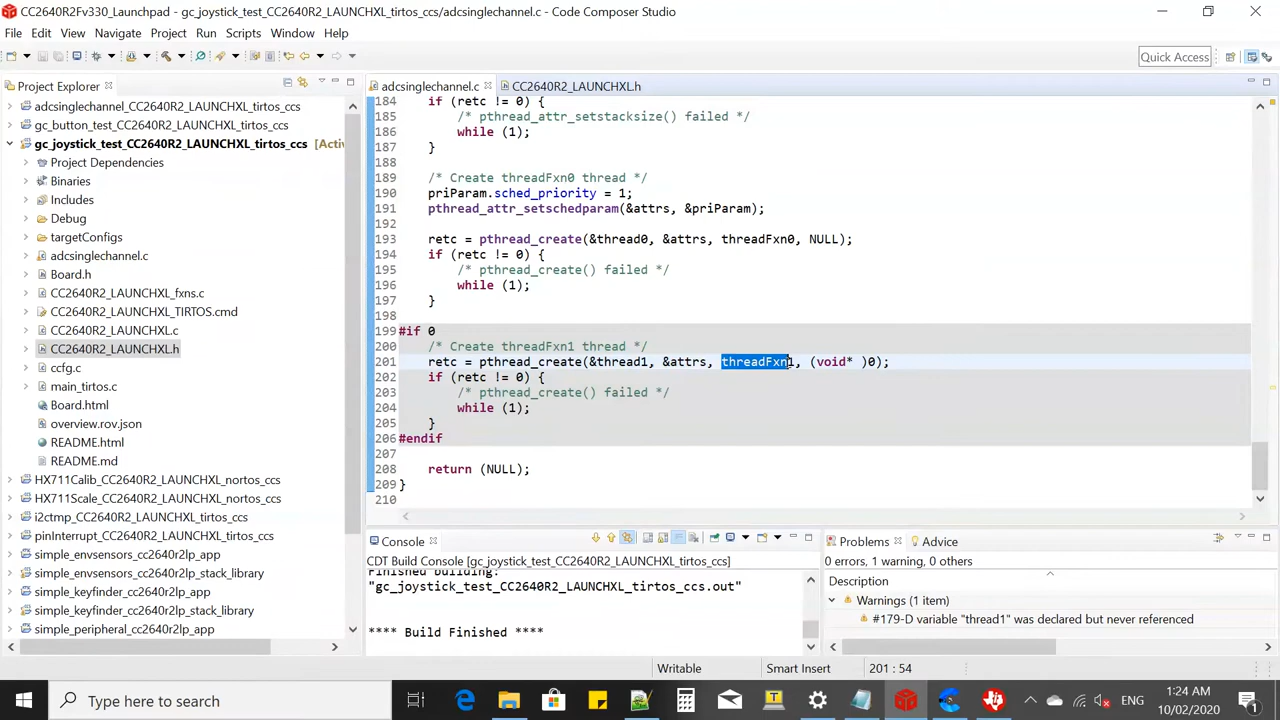 CC2640R2Fv330_Launchpad - gc_joystick_test_CC2640R2_LAUNCHXL_tirtos_ccs/adcsinglechannel.c - Code Composer Studio
File Edit View Navigate Project Run Scripts Window Help
Quick Access
Project Explorer
adcsinglechannel_CC2640R2_LAUNCHXL_tirtos_ccs
gc_button_test_CC2640R2_LAUNCHXL_tirtos_ccs
gc_joystick_test_CC2640R2_LAUNCHXL_tirtos_ccs [Activ
Project Dependencies
Binaries
Includes
Debug
targetConfigs
adcsinglechannel.c
Board.h
CC2640R2_LAUNCHXL_fxns.c
CC2640R2_LAUNCHXL_TIRTOS.cmd
CC2640R2_LAUNCHXL.c
CC2640R2_LAUNCHXL.h
ccfg.c
main_tirtos.c
Board.html
overview.rov.json
README.html
README.md
HX711Calib_CC2640R2_LAUNCHXL_nortos_ccs
HX711Scale_CC2640R2_LAUNCHXL_nortos_ccs
i2ctmp_CC2640R2_LAUNCHXL_tirtos_ccs
pinInterrupt_CC2640R2_LAUNCHXL_tirtos_ccs
simple_envsensors_cc2640r2lp_app
simple_envsensors_cc2640r2lp_stack_library
simple_keyfinder_cc2640r2lp_app
simple_keyfinder_cc2640r2lp_stack_library
simple_peripheral_cc2640r2lp_app
adcsinglechannel.c CC2640R2_LAUNCHXL.h
184 if (retc != 0) {
185 /* pthread_attr_setstacksize() failed */
186 while (1);
187 }
188
189 /* Create threadFxn0 thread */
190 priParam.sched_priority = 1;
191 pthread_attr_setschedparam(&attrs, &priParam);
192
193 retc = pthread_create(&thread0, &attrs, threadFxn0, NULL);
194 if (retc != 0) {
195 /* pthread_create() failed */
196 while (1);
197 }
198
199 #if 0
200 /* Create threadFxn1 thread */
201 retc = pthread_create(&thread1, &attrs, threadFxn1, (void* )0);
202 if (retc != 0) {
203 /* pthread_create() failed */
204 while (1);
205 }
206 #endif
207
208 return (NULL);
209 }
210
Console
CDT Build Console [gc_joystick_test_CC2640R2_LAUNCHXL_tirtos_ccs]
Finished building:
"gc_joystick_test_CC2640R2_LAUNCHXL_tirtos_ccs.out"
**** Build Finished ****
Problems Advice
0 errors, 1 warning, 0 others
Description
Warnings (1 item)
#179-D variable "thread1" was declared but never referenced
Writable Smart Insert 201 : 54
Type here to search
ENG
1:24 AM
10/02/2020
1